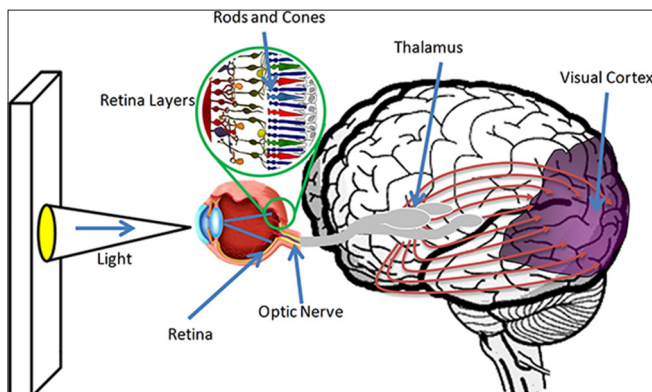 Rods and Cones
Thalamus
Visual Cortex
Retina Layers
Light
Optic Nerve
Retina